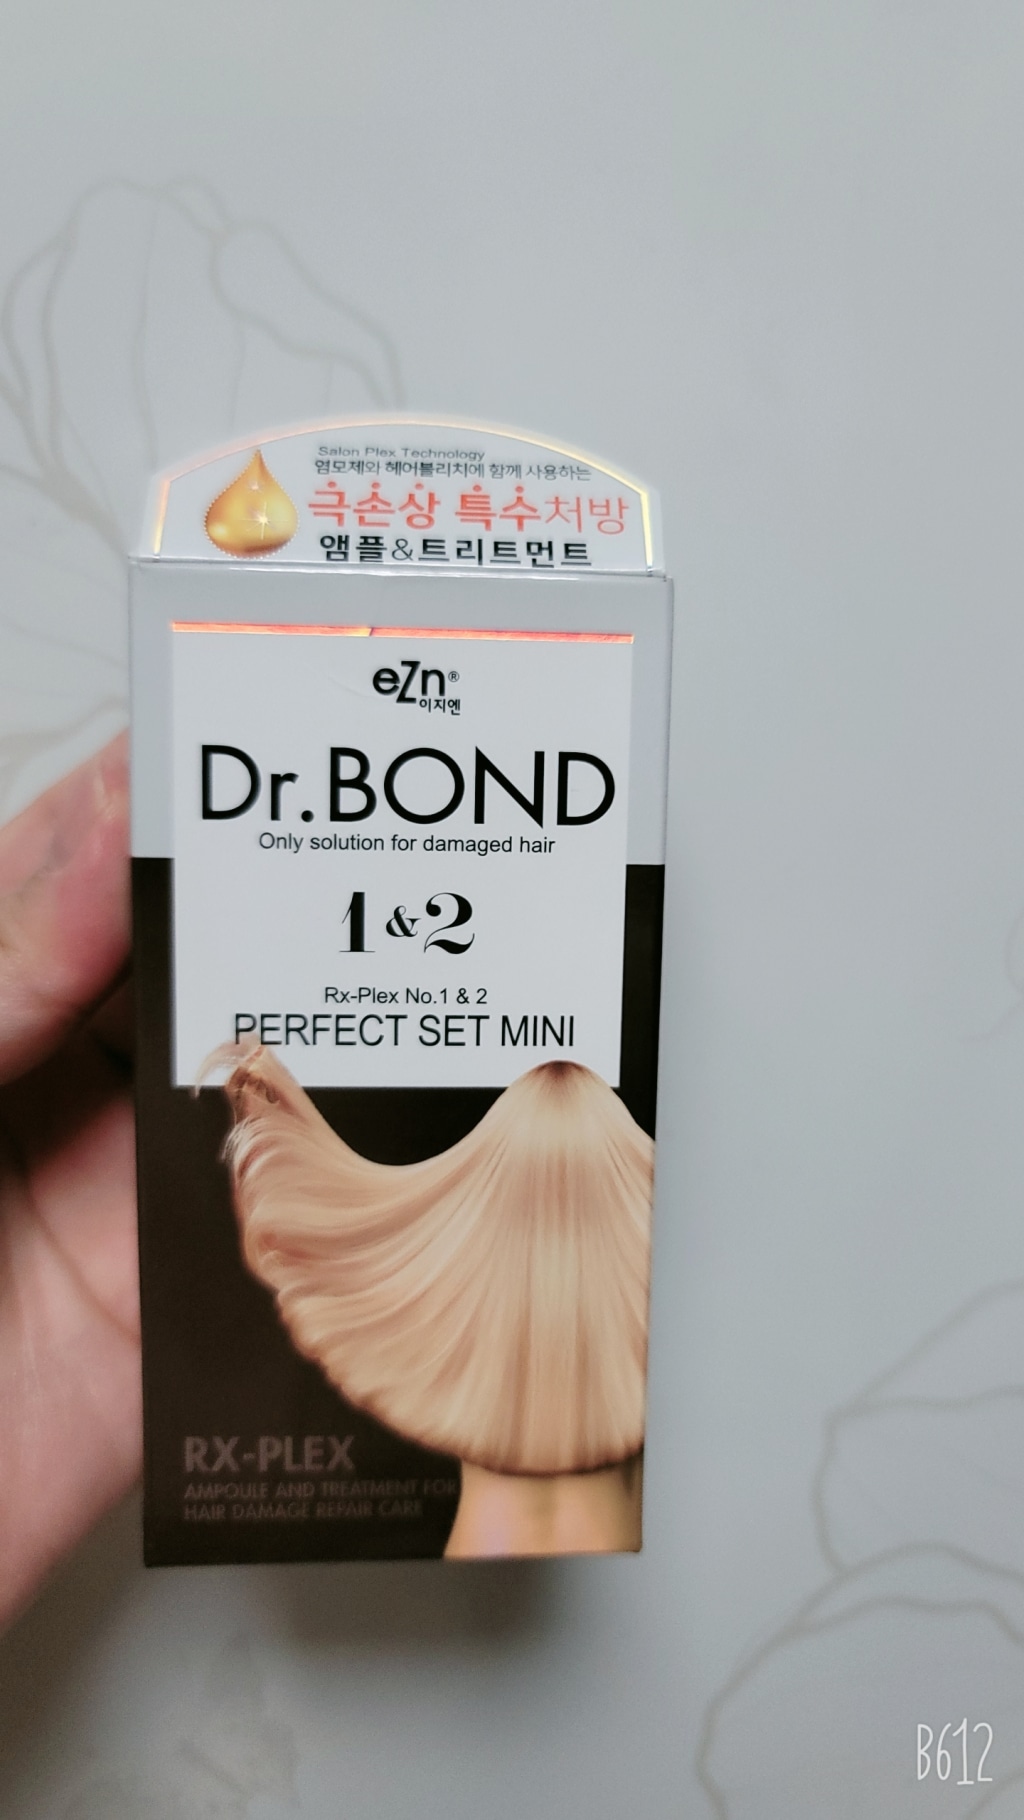 Salon Plex Technology
염모제와 헤어블리치에 함께 사용하는
극손상 특수처방
앰플&트리트먼트
eZn®
이지엔
Dr.BOND
Only solution for damaged hair
1&2
Rx-Plex No.1 & 2
PERFECT SET MINI
RX-PLEX
AMPOULE AND TREATMENT FOR
HAIR DAMAGE REPAIR CARE
B612